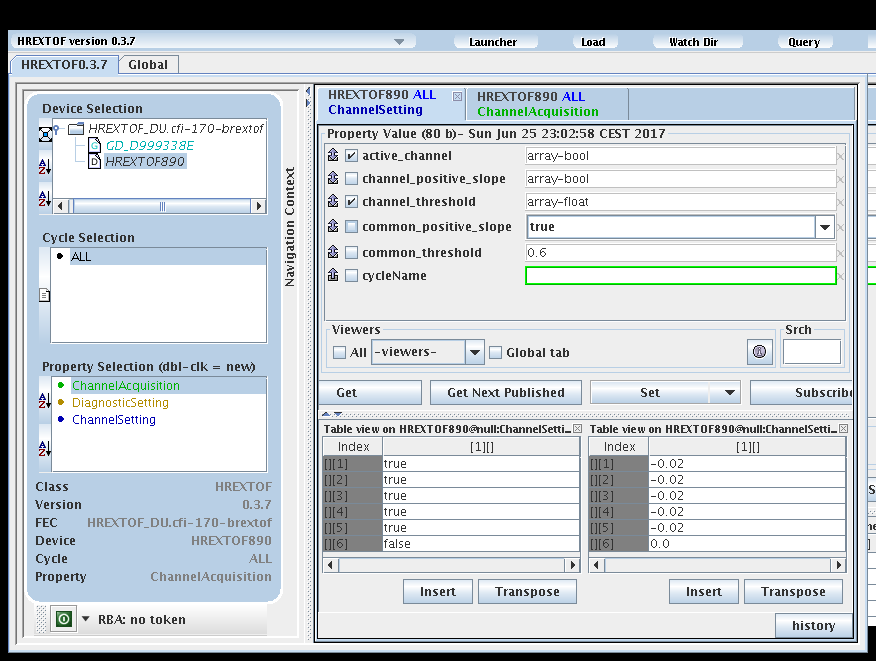 HREXTOF version 0.3.7
Launcher Load Watch Dir Query
HREXTOF0.3.7 Global
Device Selection
HREXTOF_DU.cfi-170-brextof
G GD_D999338E
D HREXTOF890
Cycle Selection
ALL
Property Selection (dbl-clk = new)
ChannelAcquisition
DiagnosticSetting
ChannelSetting
Class HREXTOF
Version 0.3.7
FEC HREXTOF_DU.cfi-170-brextof
Device HREXTOF890
Cycle ALL
Property ChannelAcquisition
RBA: no token
Navigation Context
HREXTOF890 ALL
ChannelSetting
HREXTOF890 ALL
ChannelAcquisition
Property Value (80 b)- Sun Jun 25 23:02:58 CEST 2017
active_channel array-bool
channel_positive_slope array-bool
channel_threshold array-float
common_positive_slope true
common_threshold 0.6
cycleName
Viewers
All -viewers- Global tab
Srch
Get Get Next Published Set Subscribe
Table view on HREXTOF890@null:ChannelSetti...
Index [1][]
[][1] true
[][2] true
[][3] true
[][4] true
[][5] true
[][6] false
Insert Transpose
Table view on HREXTOF890@null:ChannelSetti...
Index [1][]
[][1] -0.02
[][2] -0.02
[][3] -0.02
[][4] -0.02
[][5] -0.02
[][6] 0.0
Insert Transpose
history